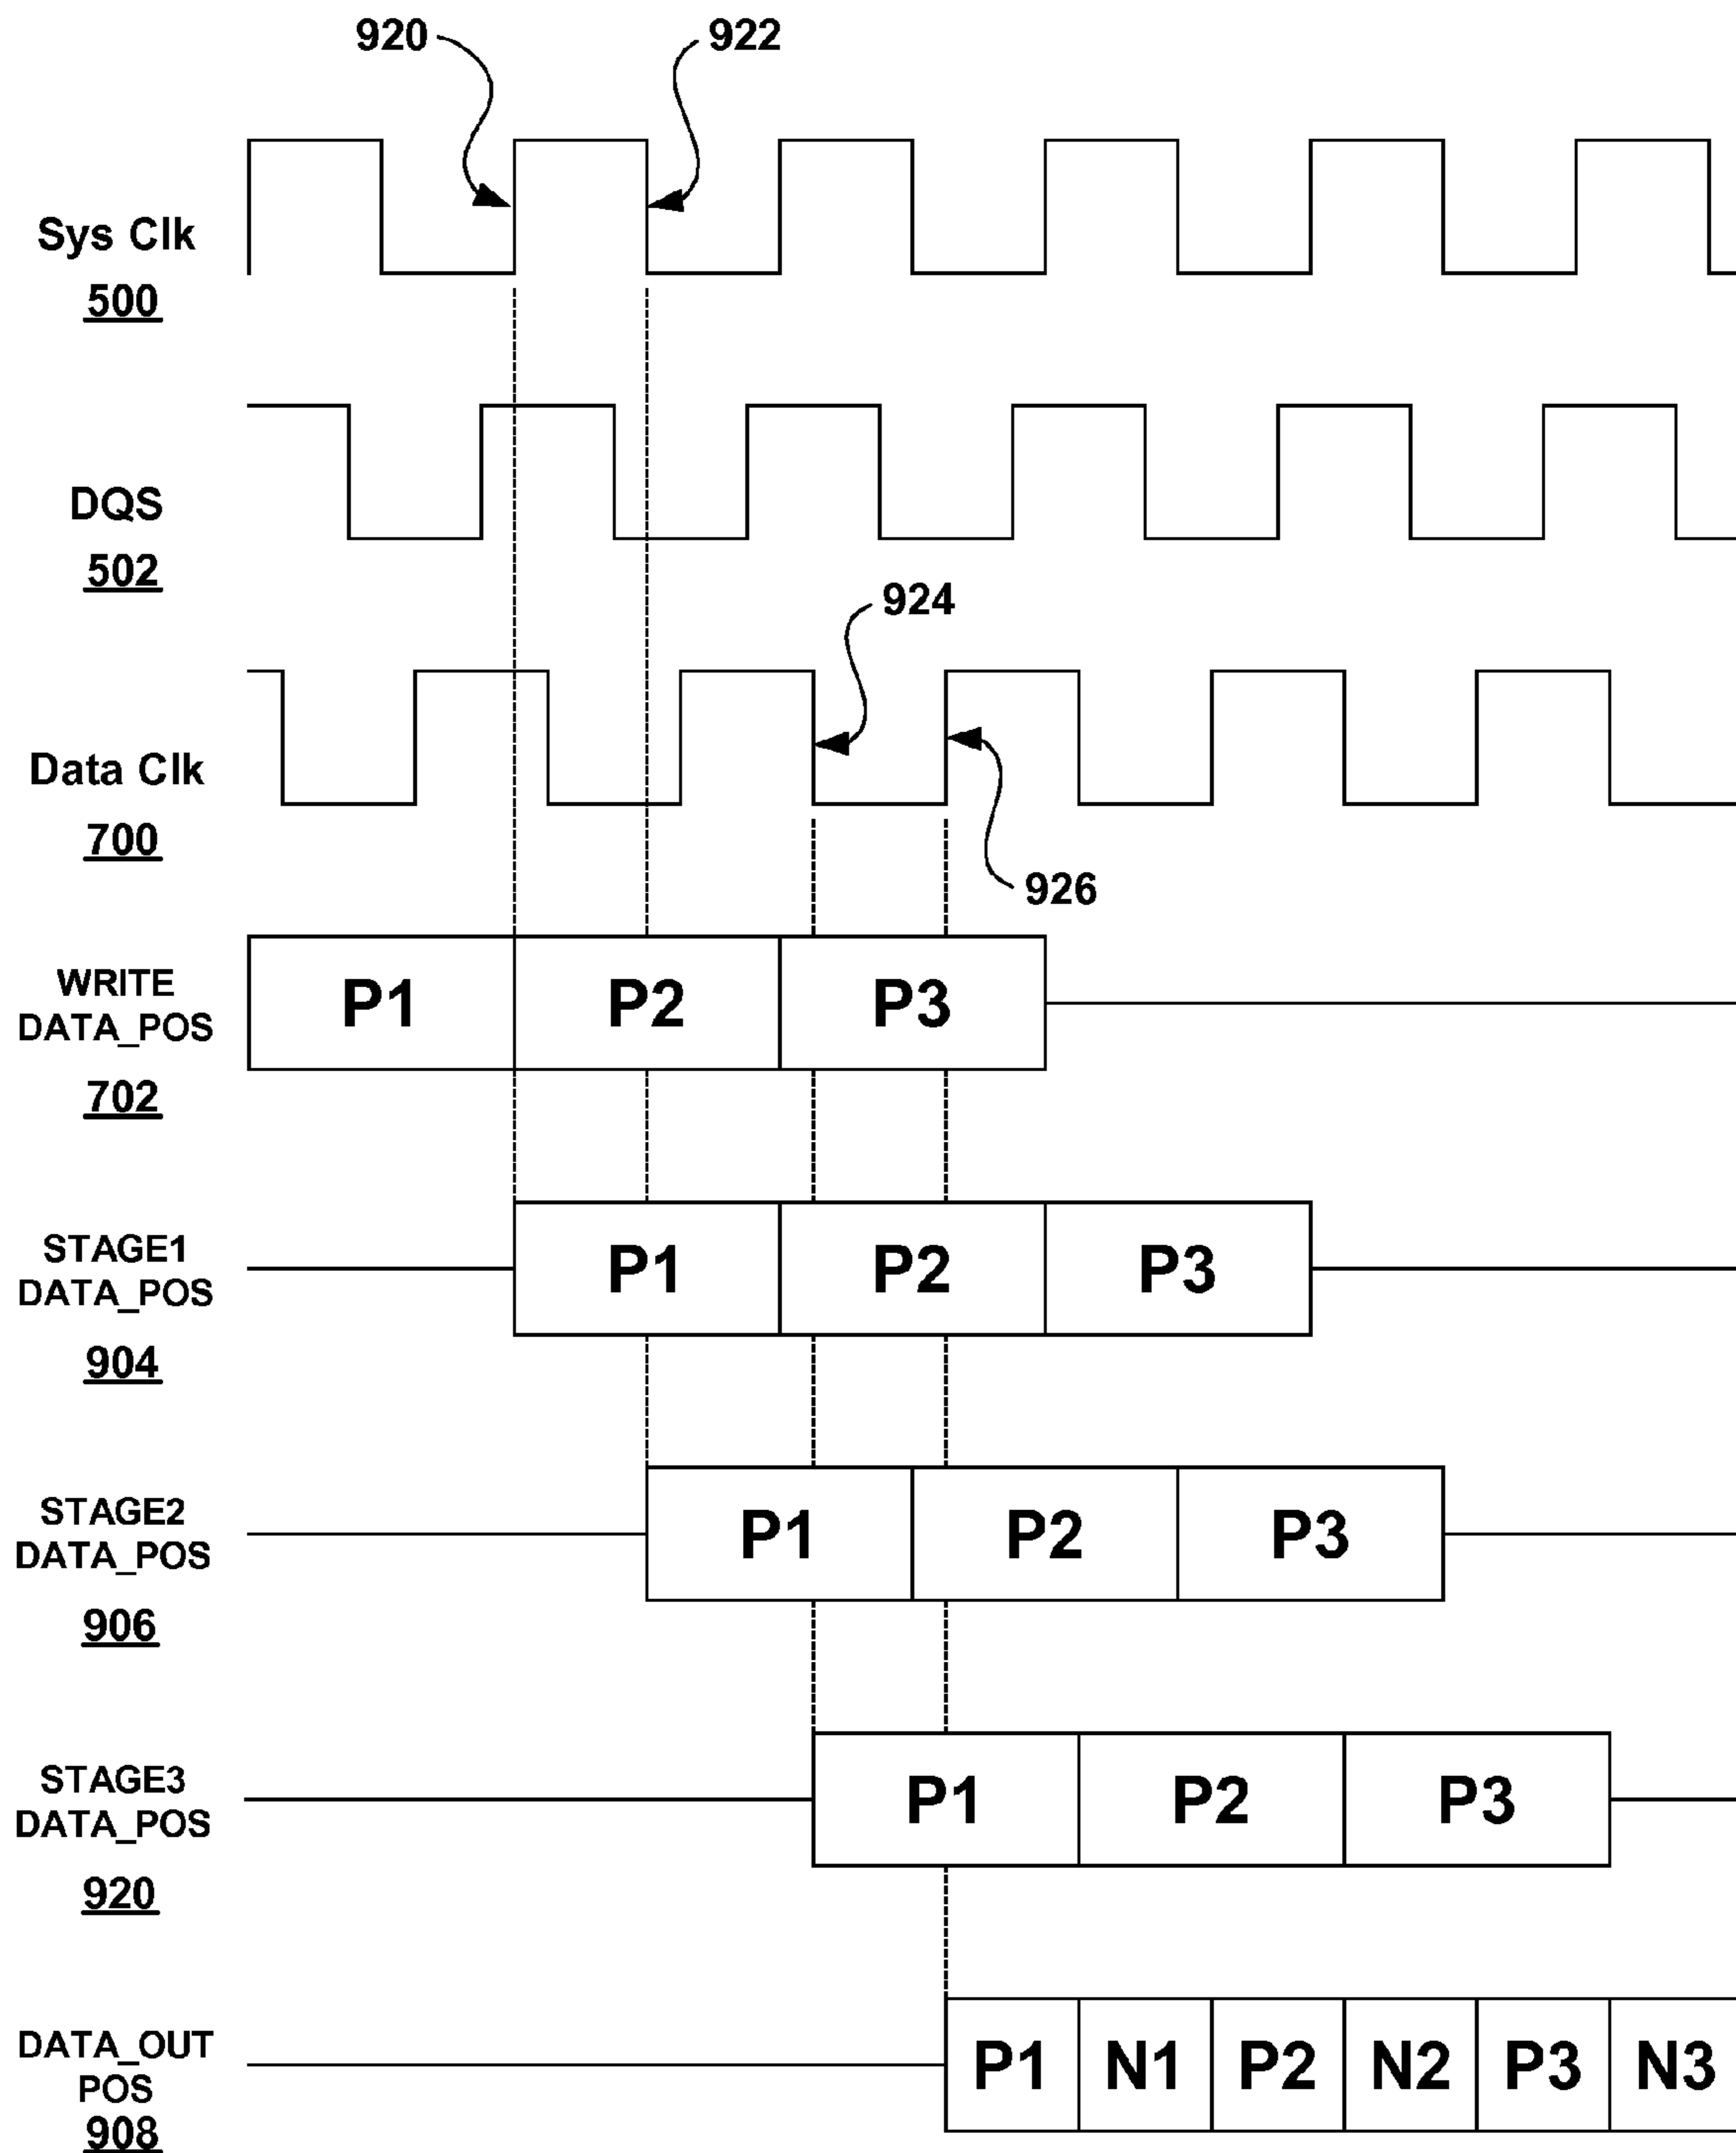 920
922
Sys Clk
500
DQS
502
924
Data Clk
700
926
WRITE
DATA_POS
P1 P2 P3
702
STAGE1
DATA_POS
P1 P2 P3
904
STAGE2
DATA_POS
P1 P2 P3
906
STAGE3
DATA_POS
P1 P2 P3
920
DATA_OUT
POS
P1 N1 P2 N2 P3 N3
908